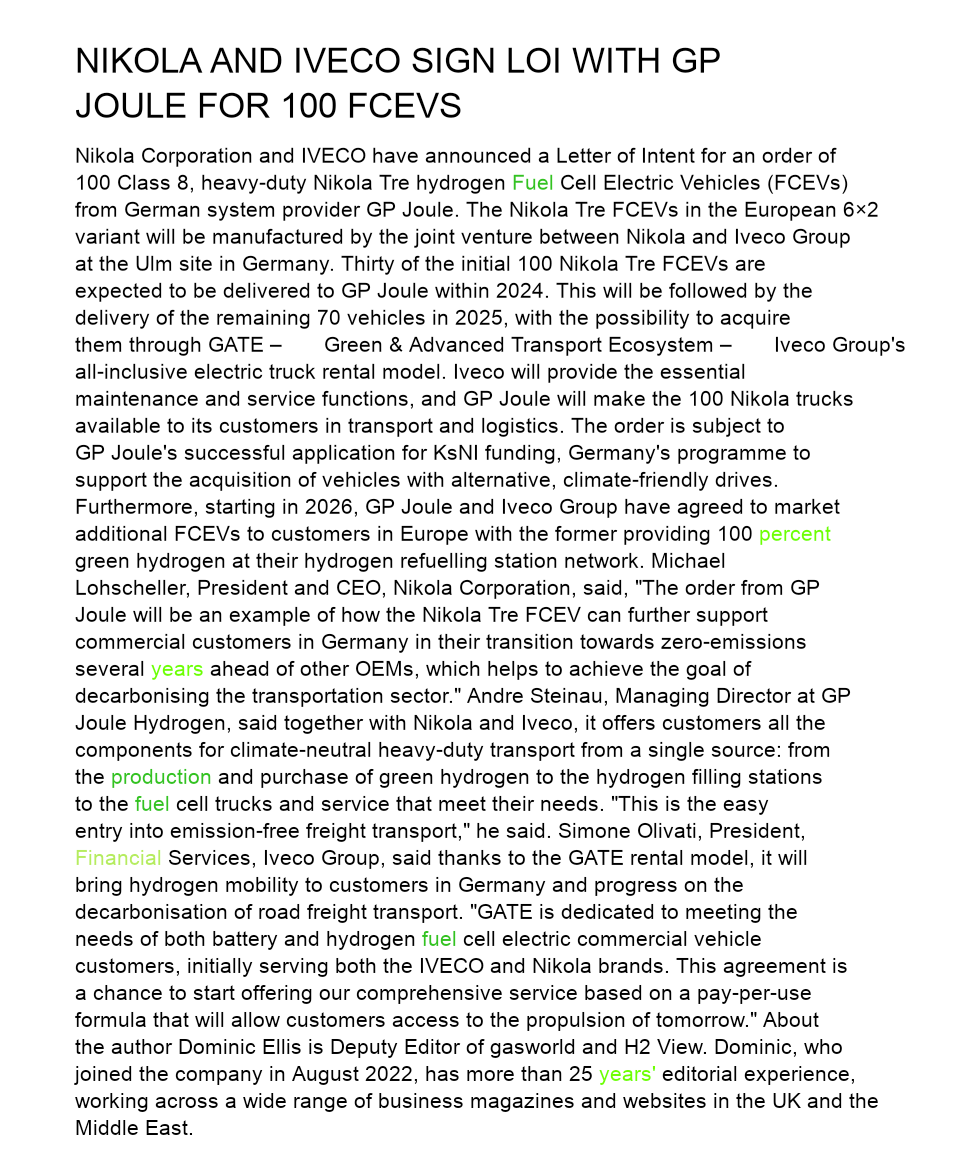 NIKOLA AND IVECO SIGN LOI WITH GP
JOULE FOR 100 FCEVS
Nikola Corporation and IVECO have announced a Letter of Intent for an order of
100 Class 8, heavy-duty Nikola Tre hydrogen Fuel Cell Electric Vehicles (FCEVs)
from German system provider GP Joule. The Nikola Tre FCEVs in the European 6×2
variant will be manufactured by the joint venture between Nikola and Iveco Group
at the Ulm site in Germany. Thirty of the initial 100 Nikola Tre FCEVs are
expected to be delivered to GP Joule within 2024. This will be followed by the
delivery of the remaining 70 vehicles in 2025, with the possibility to acquire
them through GATE – Green & Advanced Transport Ecosystem – Iveco Group's
all-inclusive electric truck rental model. Iveco will provide the essential
maintenance and service functions, and GP Joule will make the 100 Nikola trucks
available to its customers in transport and logistics. The order is subject to
GP Joule's successful application for KsNI funding, Germany's programme to
support the acquisition of vehicles with alternative, climate-friendly drives.
Furthermore, starting in 2026, GP Joule and Iveco Group have agreed to market
additional FCEVs to customers in Europe with the former providing 100 percent
green hydrogen at their hydrogen refuelling station network. Michael
Lohscheller, President and CEO, Nikola Corporation, said, "The order from GP
Joule will be an example of how the Nikola Tre FCEV can further support
commercial customers in Germany in their transition towards zero-emissions
several years ahead of other OEMs, which helps to achieve the goal of
decarbonising the transportation sector." Andre Steinau, Managing Director at GP
Joule Hydrogen, said together with Nikola and Iveco, it offers customers all the
components for climate-neutral heavy-duty transport from a single source: from
the production and purchase of green hydrogen to the hydrogen filling stations
to the fuel cell trucks and service that meet their needs. "This is the easy
entry into emission-free freight transport," he said. Simone Olivati, President,
Financial Services, Iveco Group, said thanks to the GATE rental model, it will
bring hydrogen mobility to customers in Germany and progress on the
decarbonisation of road freight transport. "GATE is dedicated to meeting the
needs of both battery and hydrogen fuel cell electric commercial vehicle
customers, initially serving both the IVECO and Nikola brands. This agreement is
a chance to start offering our comprehensive service based on a pay-per-use
formula that will allow customers access to the propulsion of tomorrow." About
the author Dominic Ellis is Deputy Editor of gasworld and H2 View. Dominic, who
joined the company in August 2022, has more than 25 years' editorial experience,
working across a wide range of business magazines and websites in the UK and the
Middle East.